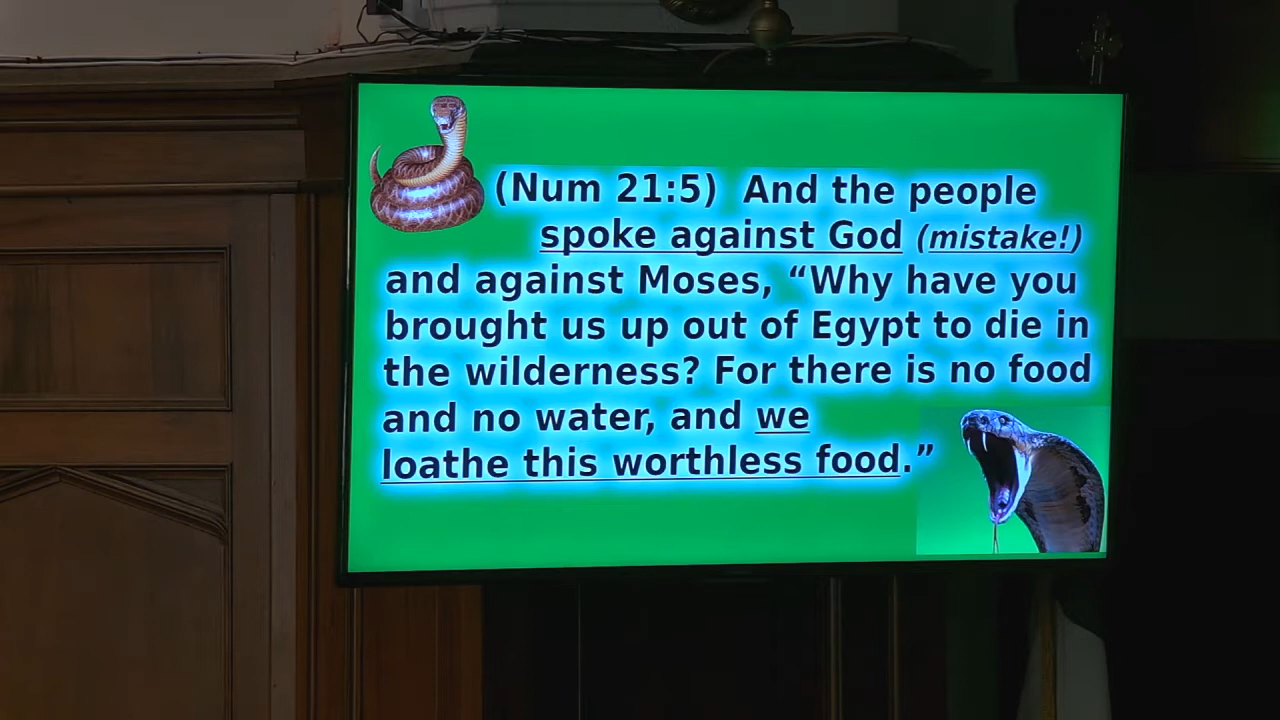 (Num 21:5)  And the people
spoke against God (mistake!)
and against Moses, “Why have you
brought us up out of Egypt to die in
the wilderness? For there is no food
and no water, and we
loathe this worthless food.”